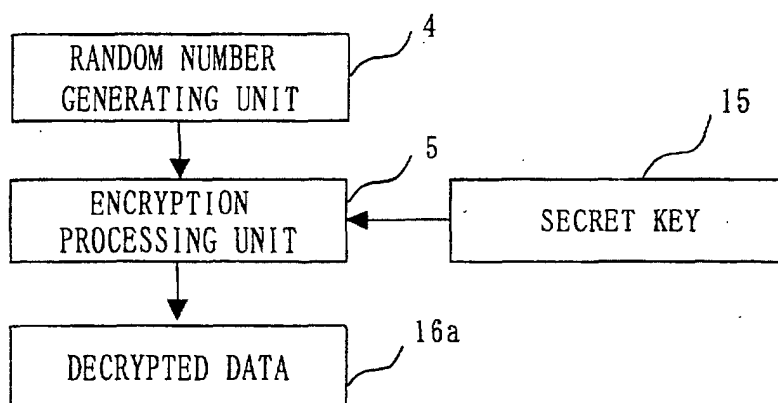 4
RANDOM NUMBER
GENERATING UNIT
15
5
ENCRYPTION
PROCESSING UNIT
SECRET KEY
16a
DECRYPTED DATA